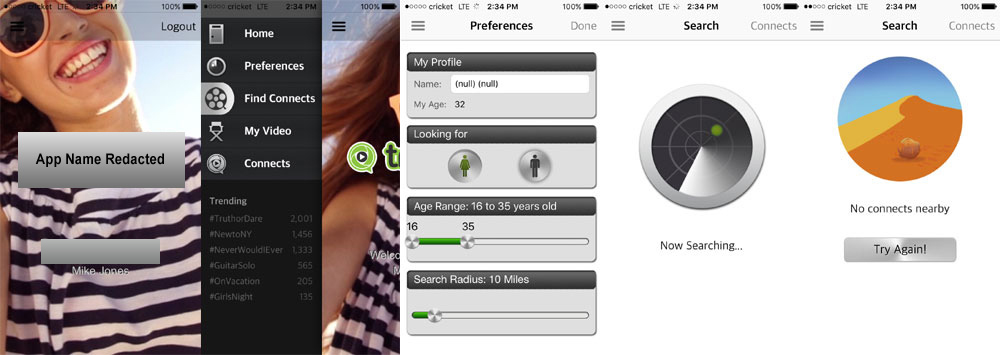 cricket LTE 2:34 PM 100%
Logout
App Name Redacted
Mike Jones
cricket LTE 2:34 PM 100%
Home
Preferences
Find Connects
My Video
Connects
Trending
#TruthorDare 2,001
#NewtoNY 1,456
#NeverWouldIEver 1,333
#GuitarSolo 565
#OnVacation 205
#GirlsNight 135
Welco
M
cricket LTE 2:34 PM 100%
Preferences Done
My Profile
Name: (null) (null)
My Age: 32
Looking for
Age Range: 16 to 35 years old
16 35
Search Radius: 10 Miles
cricket LTE 2:34 PM 100%
Search Connects
Now Searching...
cricket LTE 2:34 PM 100%
Search Connects
No connects nearby
Try Again!